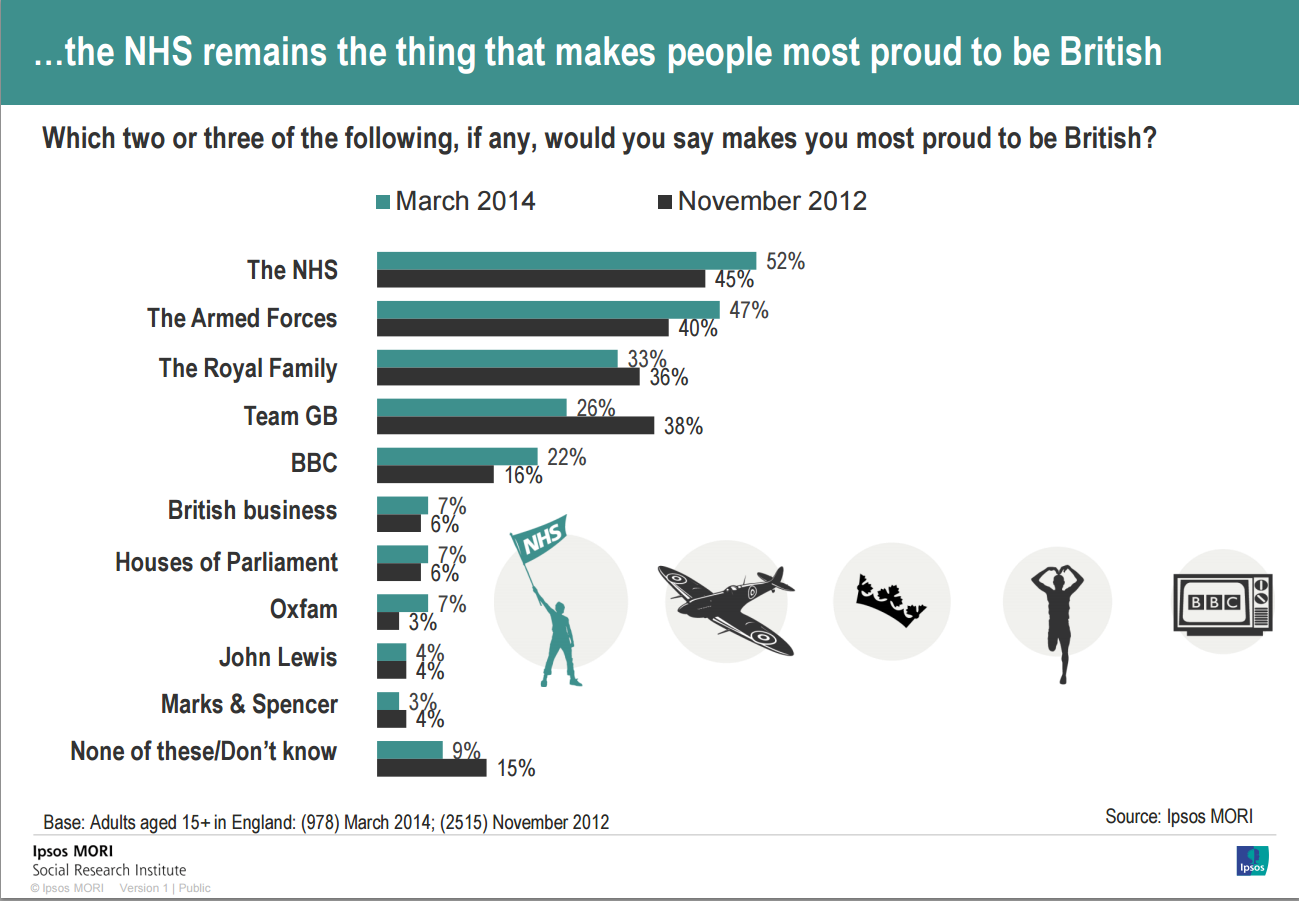 …the NHS remains the thing that makes people most proud to be British
Which two or three of the following, if any, would you say makes you most proud to be British?
March 2014
November 2012
The NHS
52%
45%
The Armed Forces
47%
40%
The Royal Family
33%
36%
Team GB
26%
38%
BBC
22%
16%
British business
7%
6%
Houses of Parliament
7%
6%
Oxfam
7%
3%
John Lewis
4%
4%
Marks & Spencer
3%
4%
None of these/Don’t know
9%
15%
NHS
BBC
Base: Adults aged 15+ in England: (978) March 2014; (2515) November 2012
Source: Ipsos MORI
Ipsos MORI
Social Research Institute
© Ipsos MORI Version 1 | Public
Ipsos